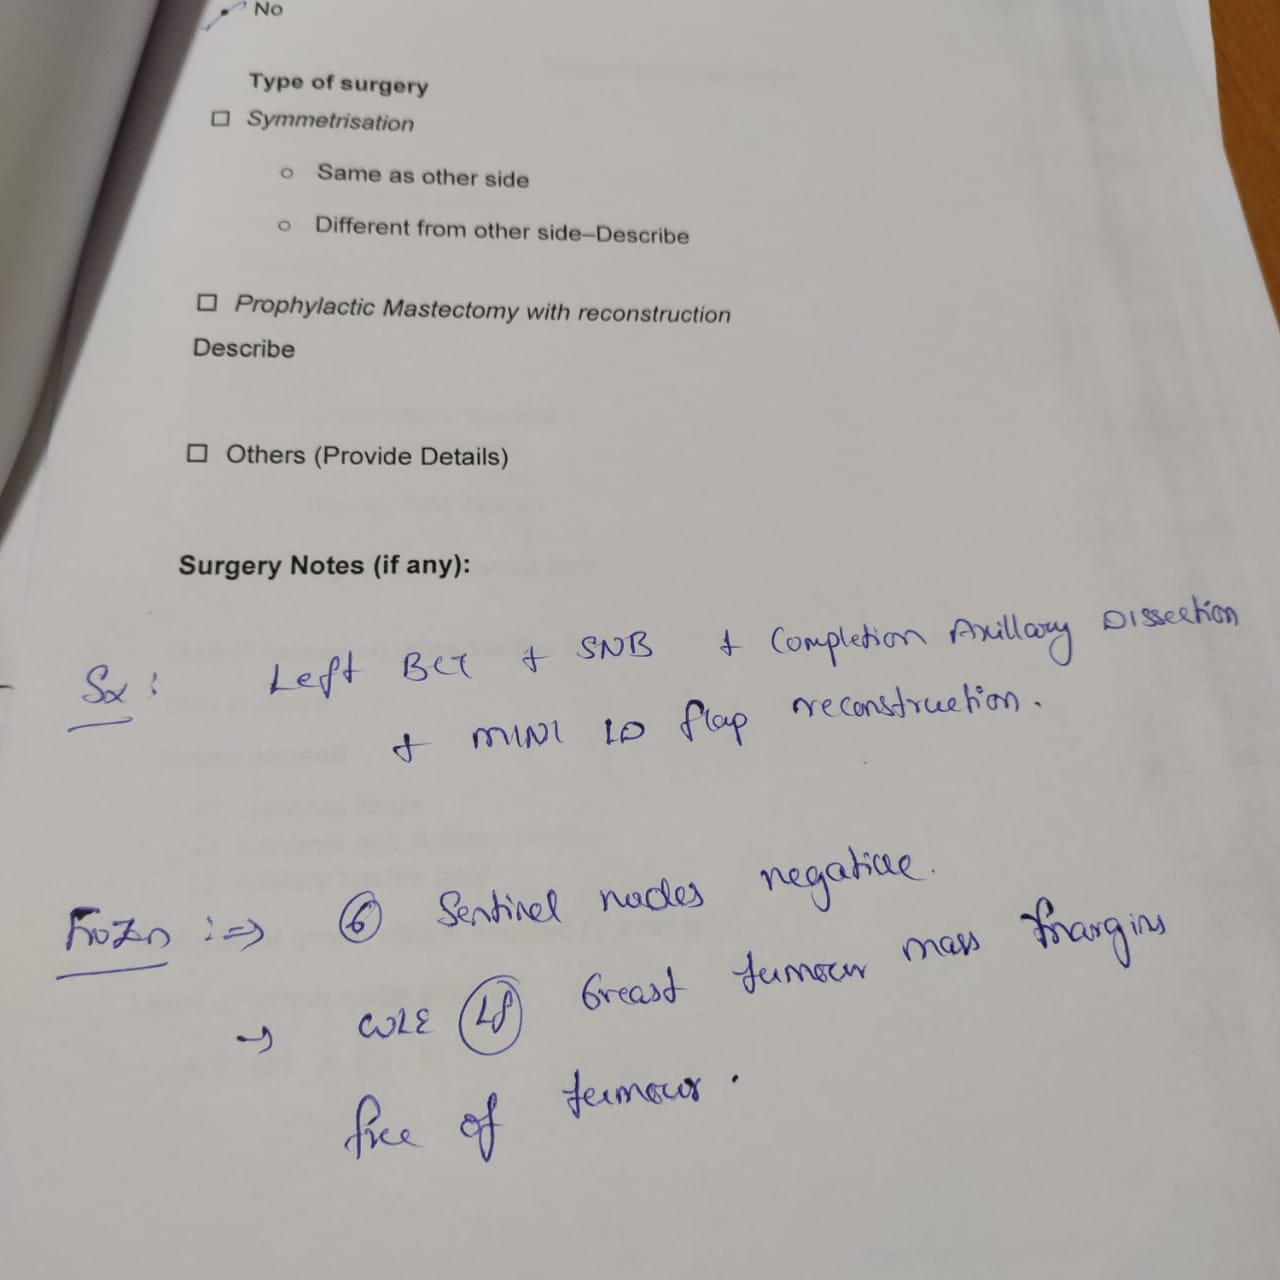 No
Type of surgery
☐ Symmetrisation
o Same as other side
o Different from other side–Describe
☐ Prophylactic Mastectomy with reconstruction
Describe
☐ Others (Provide Details)
Surgery Notes (if any):
Sx : Left BCT + SNB + Completion Axillary Dissection
+ MINI LD flap reconstruction.
Frozen :⇒ 6 Sentinel nodes negative.
→ WLE breast tumour mass margins
free of tumour.